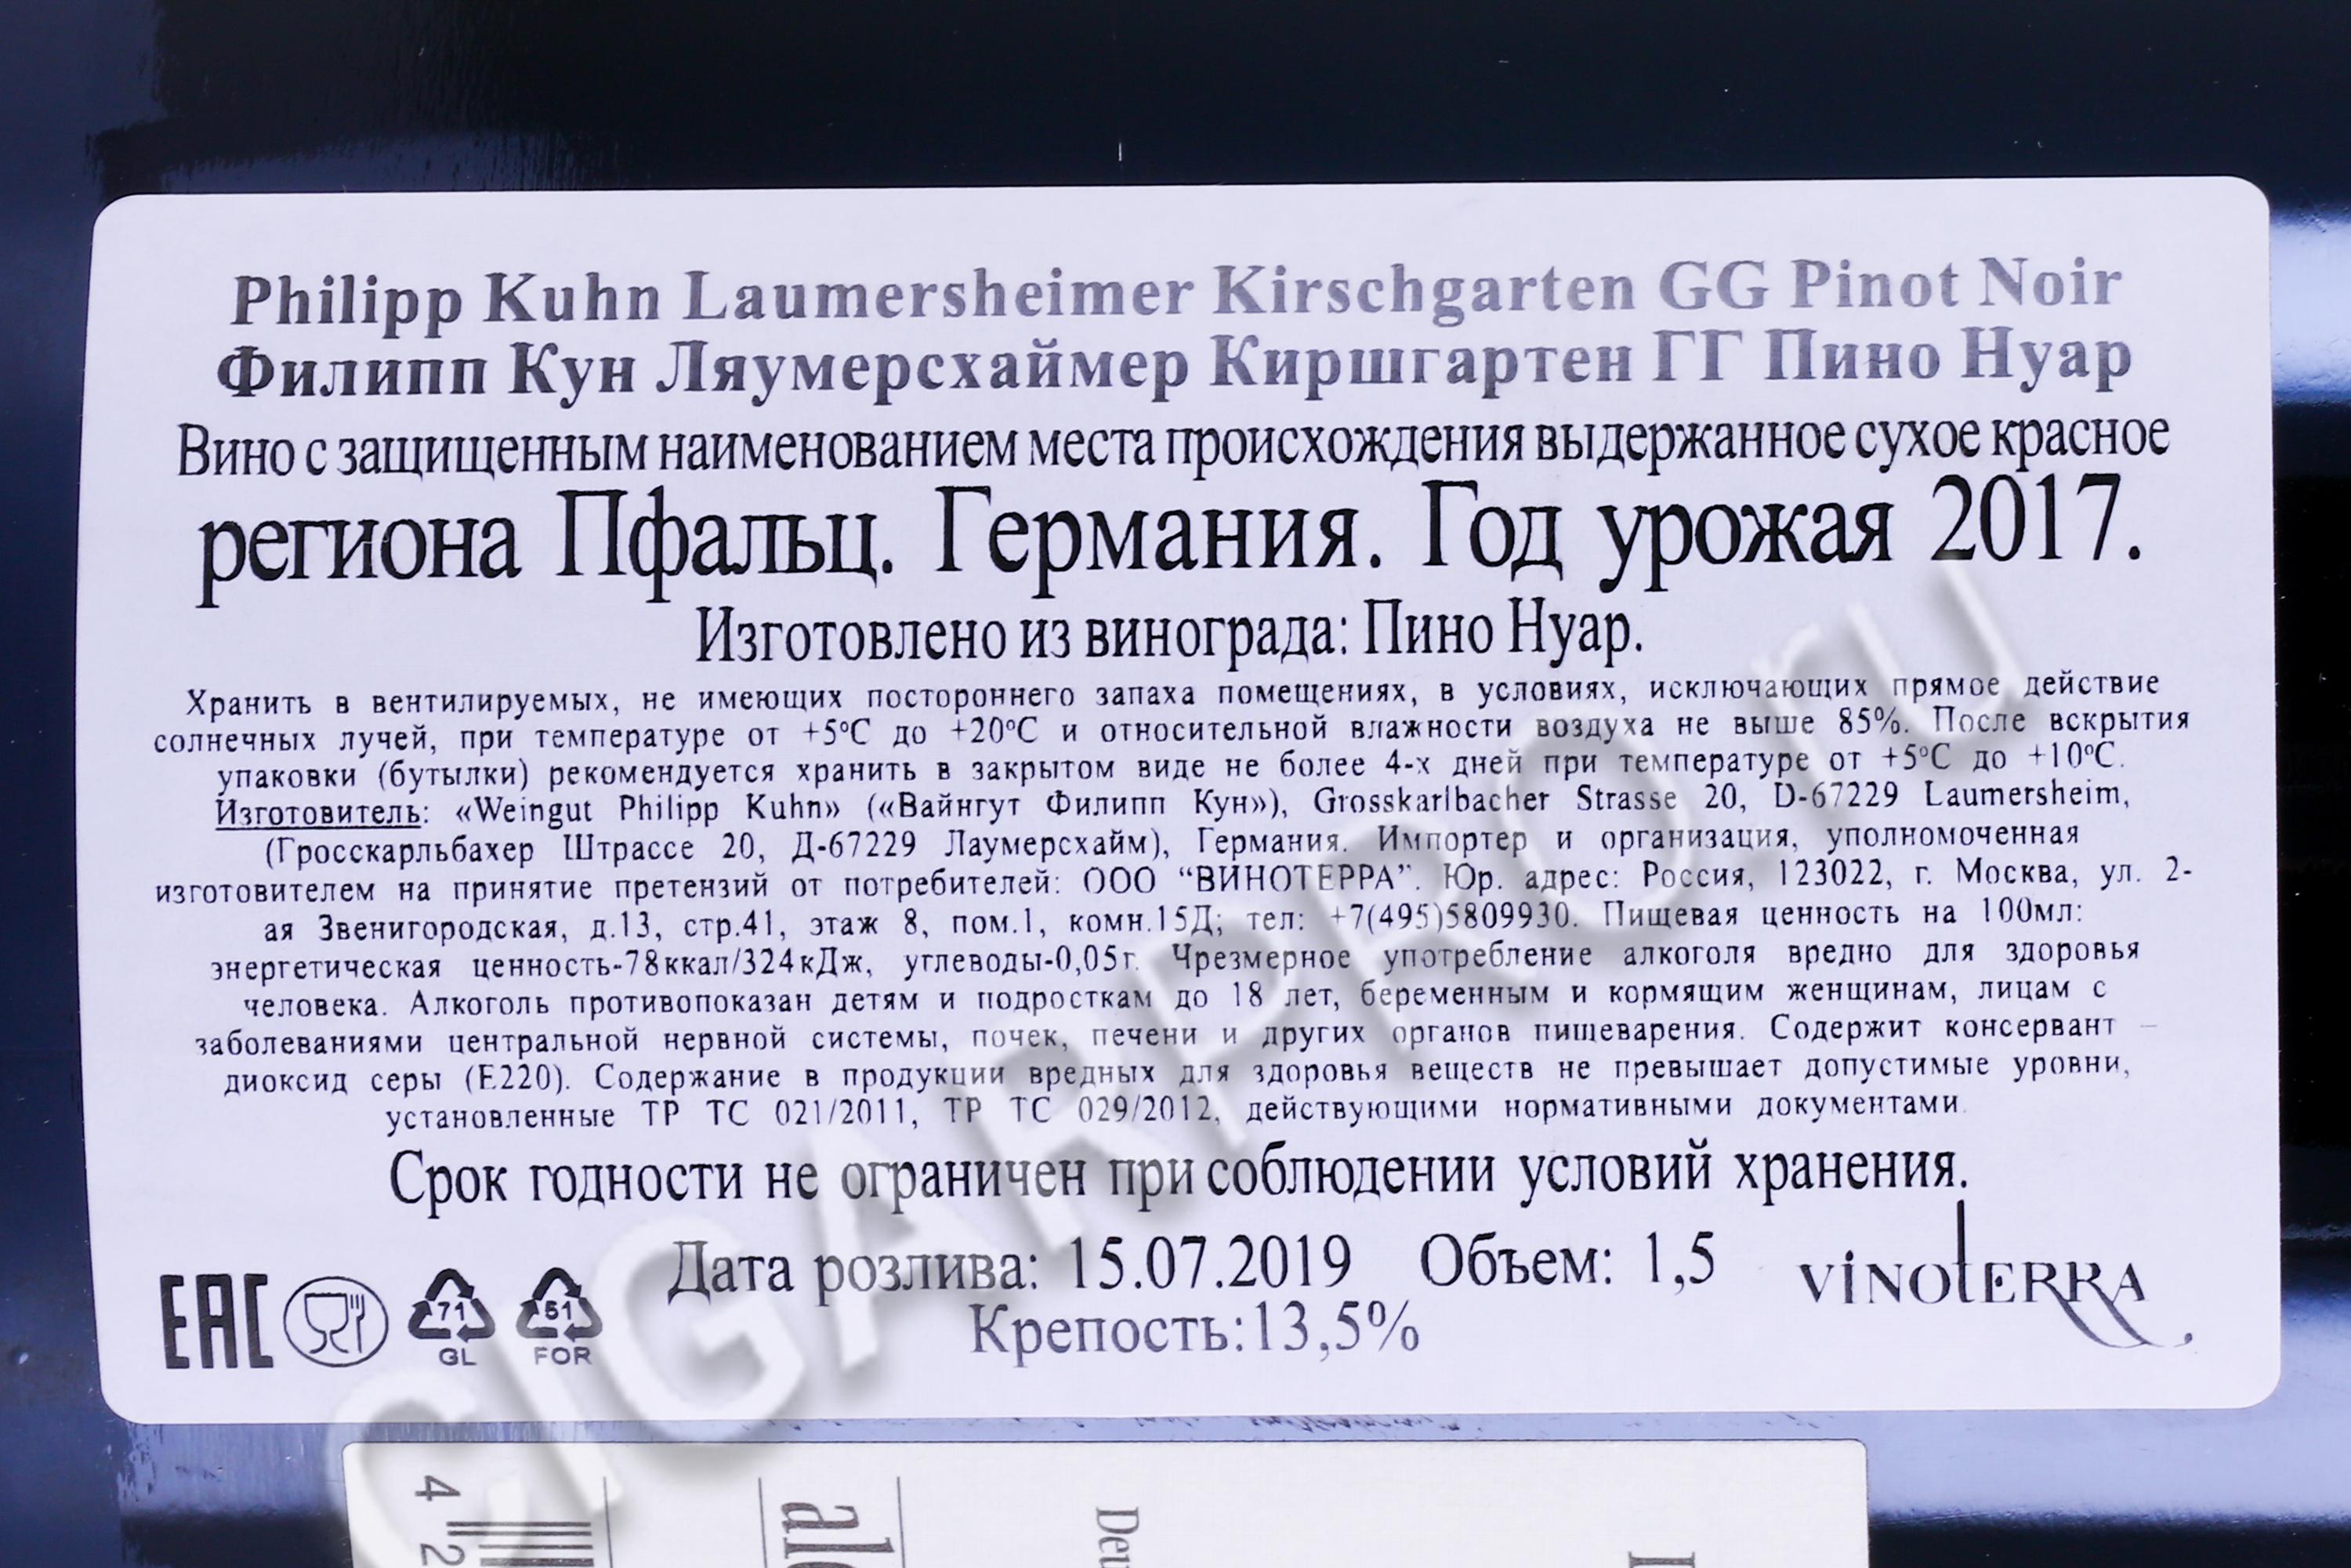 Philipp Kuhn Laumersheimer Kirschgarten GG Pinot Noir
Филипп Кун Ляумерсхаймер Киршгартен ГГ Пино Нуар
Вино с защищенным наименованием места происхождения выдержанное сухое красное
региона Пфальц. Германия. Год урожая 2017.
Изготовлено из винограда: Пино Нуар.
Хранить в вентилируемых, не имеющих постороннего запаха помещениях, в условиях, исключающих прямое действие
солнечных лучей, при температуре от +5°С до +20°С и относительной влажности воздуха не выше 85%. После вскрытия
упаковки (бутылки) рекомендуется хранить в закрытом виде не более 4-х дней при температуре от +5°С до +10°С.
Изготовитель: «Weingut Philipp Kuhn» («Вайнгут Филипп Кун»), Grosskarlbacher Strasse 20, D-67229 Laumersheim,
(Гросскарльбахер Штрассе 20, Д-67229 Лаумерсхайм), Германия. Импортер и организация, уполномоченная
изготовителем на принятие претензий от потребителей: ООО “ВИНОТЕРРА”. Юр. адрес: Россия, 123022, г. Москва, ул. 2-
ая Звенигородская, д.13, стр.41, этаж 8, пом.1, комн.15Д; тел: +7(495)5809930. Пищевая ценность на 100мл:
энергетическая ценность-78ккал/324кДж, углеводы-0,05г. Чрезмерное употребление алкоголя вредно для здоровья
человека. Алкоголь противопоказан детям и подросткам до 18 лет, беременным и кормящим женщинам, лицам с
заболеваниями центральной нервной системы, почек, печени и других органов пищеварения. Содержит консервант –
диоксид серы (Е220). Содержание в продукции вредных для здоровья веществ не превышает допустимые уровни,
установленные ТР ТС 021/2011, ТР ТС 029/2012, действующими нормативными документами.
Срок годности не ограничен при соблюдении условий хранения.
Дата розлива: 15.07.2019 Объем: 1,5
Крепость:13,5%
EAC
71
GL
51
FOR
VINOTERRA
CIGARPRO.ru
4 2
alc
Deu